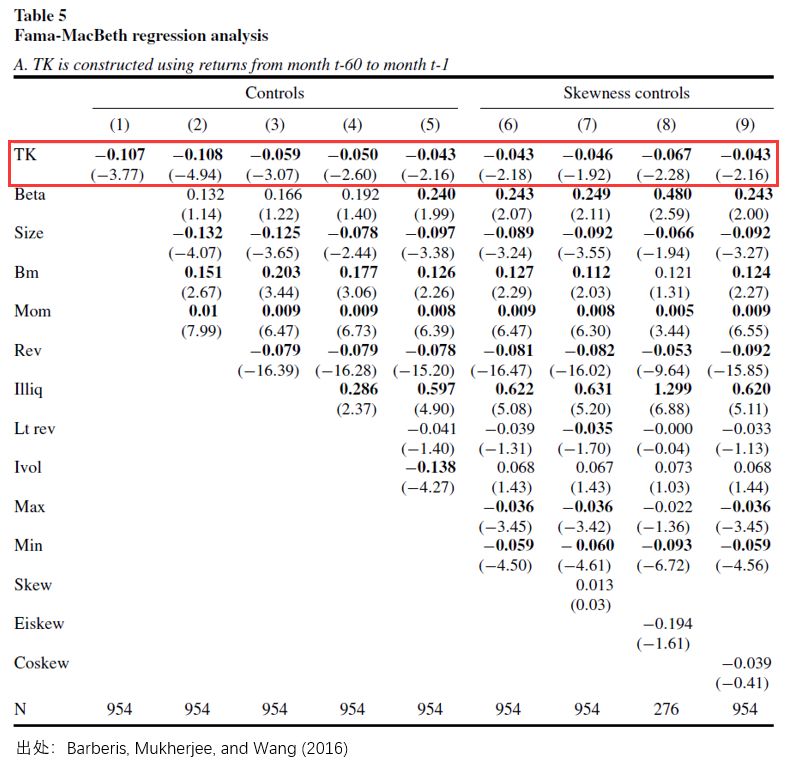 Table 5
Fama-MacBeth regression analysis
A. TK is constructed using returns from month t-60 to month t-1
Controls Skewness controls
(1) (2) (3) (4) (5) (6) (7) (8) (9)
TK −0.107 −0.108 −0.059 −0.050 −0.043 −0.043 −0.046 −0.067 −0.043
(−3.77) (−4.94) (−3.07) (−2.60) (−2.16) (−2.18) (−1.92) (−2.28) (−2.16)
Beta 0.132 0.166 0.192 0.240 0.243 0.249 0.480 0.243
(1.14) (1.22) (1.40) (1.99) (2.07) (2.11) (2.59) (2.00)
Size −0.132 −0.125 −0.078 −0.097 −0.089 −0.092 −0.066 −0.092
(−4.07) (−3.65) (−2.44) (−3.38) (−3.24) (−3.55) (−1.94) (−3.27)
Bm 0.151 0.203 0.177 0.126 0.127 0.112 0.121 0.124
(2.67) (3.44) (3.06) (2.26) (2.29) (2.03) (1.31) (2.27)
Mom 0.01 0.009 0.009 0.008 0.009 0.008 0.005 0.009
(7.99) (6.47) (6.73) (6.39) (6.47) (6.30) (3.44) (6.55)
Rev −0.079 −0.079 −0.078 −0.081 −0.082 −0.053 −0.092
(−16.39) (−16.28) (−15.20) (−16.47) (−16.02) (−9.64) (−15.85)
Illiq 0.286 0.597 0.622 0.631 1.299 0.620
(2.37) (4.90) (5.08) (5.20) (6.88) (5.11)
Lt rev −0.041 −0.039 −0.035 −0.000 −0.033
(−1.40) (−1.31) (−1.70) (−0.04) (−1.13)
Ivol −0.138 0.068 0.067 0.073 0.068
(−4.27) (1.43) (1.43) (1.03) (1.44)
Max −0.036 −0.036 −0.022 −0.036
(−3.45) (−3.42) (−1.36) (−3.45)
Min −0.059 −0.060 −0.093 −0.059
(−4.50) (−4.61) (−6.72) (−4.56)
Skew 0.013
(0.03)
Eiskew −0.194
(−1.61)
Coskew −0.039
(−0.41)
N 954 954 954 954 954 954 954 276 954
出处：Barberis, Mukherjee, and Wang (2016)